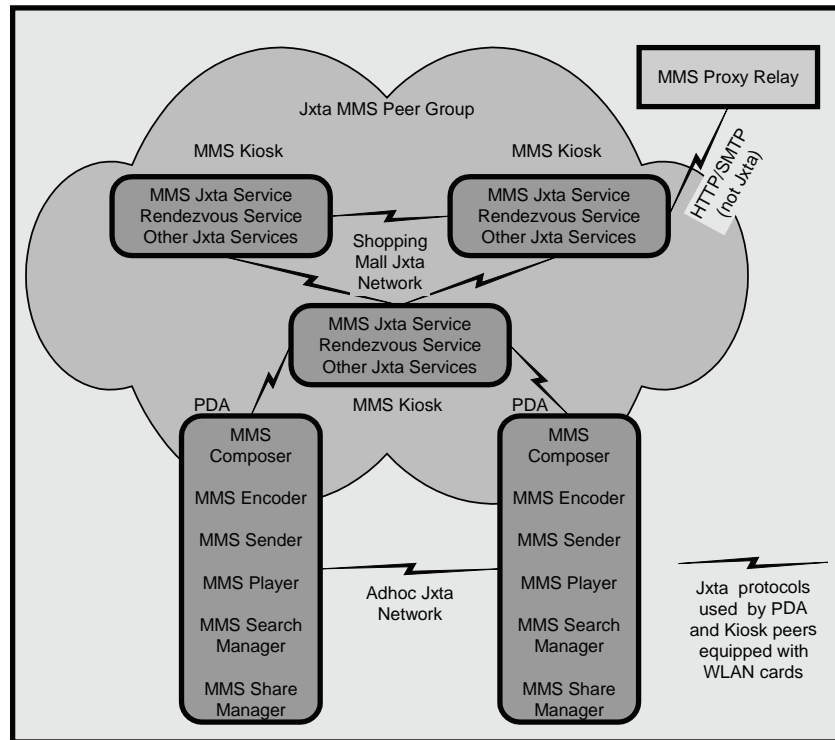 MMS Proxy Relay
Jxta MMS Peer Group
HTTP/SMTP
(not Jxta)
MMS Kiosk
MMS Jxta Service
Rendezvous Service
Other Jxta Services
MMS Kiosk
MMS Jxta Service
Rendezvous Service
Other Jxta Services
Shopping
Mall Jxta
Network
MMS Jxta Service
Rendezvous Service
Other Jxta Services
MMS Kiosk
PDA
MMS
Composer
MMS Encoder
MMS Sender
MMS Player
MMS Search
Manager
MMS Share
Manager
Adhoc Jxta
Network
PDA
MMS
Composer
MMS Encoder
MMS Sender
MMS Player
MMS Search
Manager
MMS Share
Manager
Jxta protocols
used by PDA
and Kiosk peers
equipped with
WLAN cards